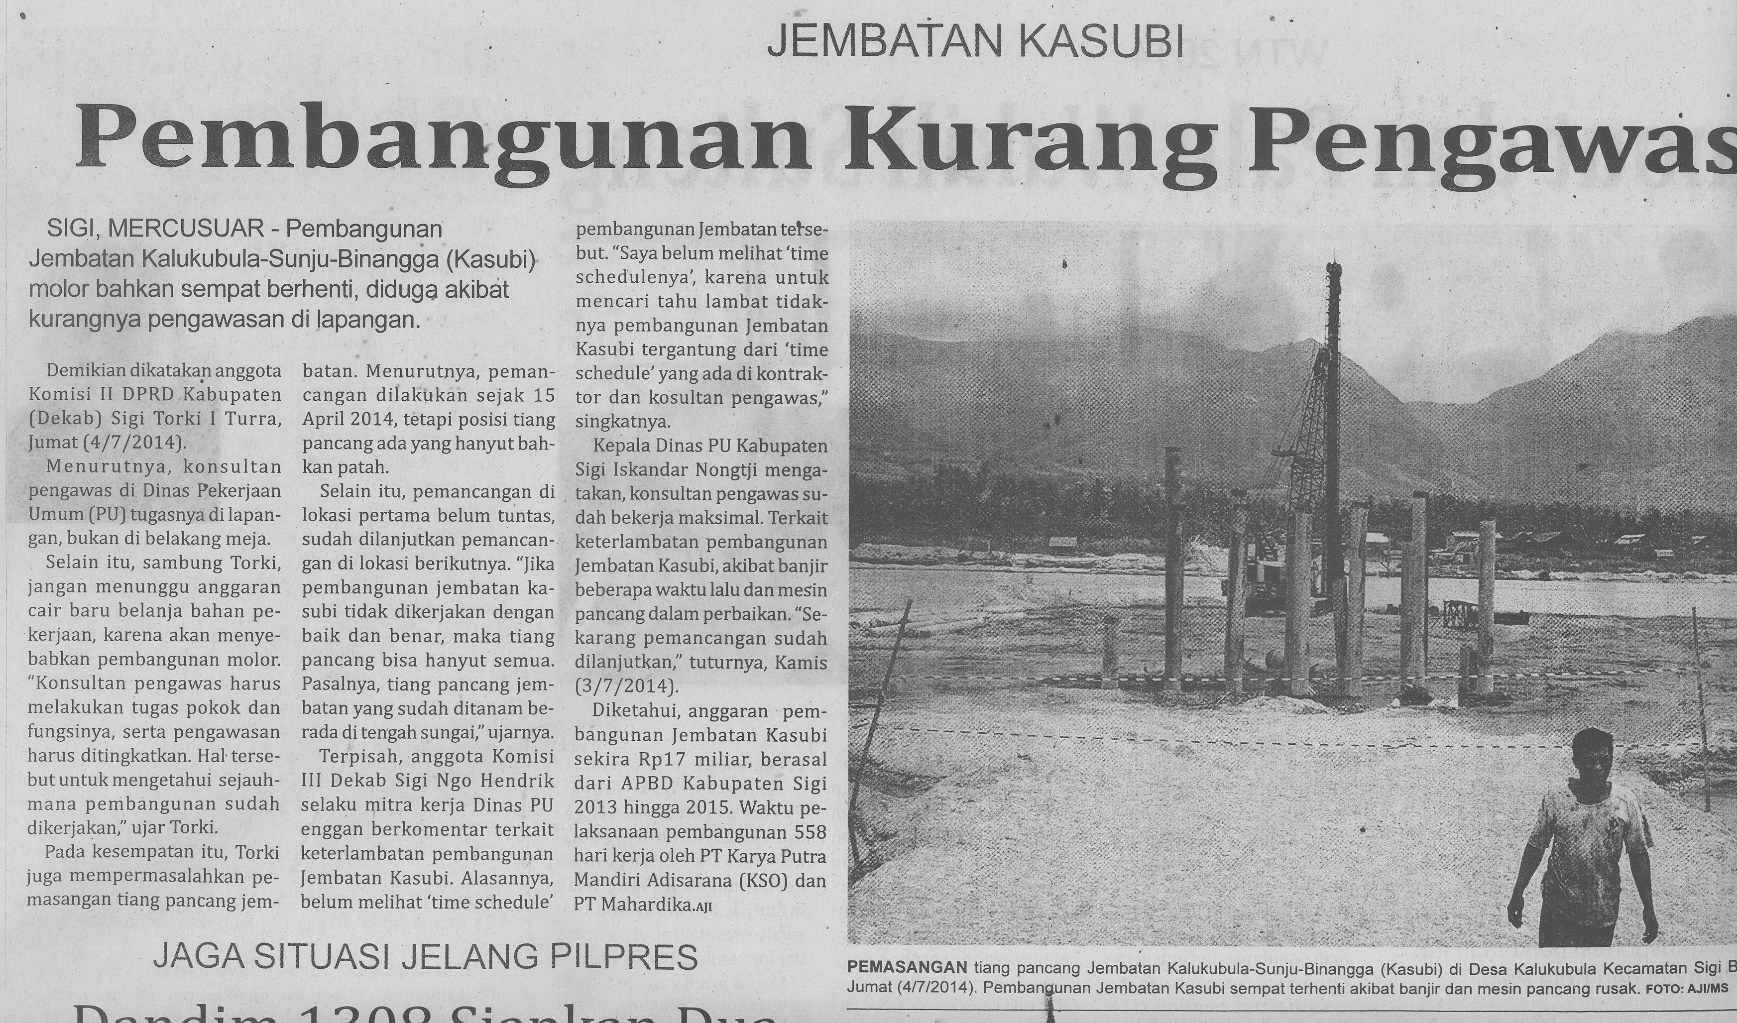 JEMBATAN KASUBI
Pembangunan Kurang Pengawas
SIGI, MERCUSUAR - Pembangunan
Jembatan Kalukubula-Sunju-Binangga (Kasubi)
molor bahkan sempat berhenti, diduga akibat
kurangnya pengawasan di lapangan.
Demikian dikatakan anggota
Komisi II DPRD Kabupaten
(Dekab) Sigi Torki I Turra,
Jumat (4/7/2014).
Menurutnya, konsultan
pengawas di Dinas Pekerjaan
Umum (PU) tugasnya di lapan-
gan, bukan di belakang meja.
Selain itu, sambung Torki,
jangan menunggu anggaran
cair baru belanja bahan pe-
kerjaan, karena akan menye-
babkan pembangunan molor.
“Konsultan pengawas harus
melakukan tugas pokok dan
fungsinya, serta pengawasan
harus ditingkatkan. Hal terse-
but untuk mengetahui sejauh-
mana pembangunan sudah
dikerjakan,” ujar Torki.
Pada kesempatan itu, Torki
juga mempermasalahkan pe-
masangan tiang pancang jem-
batan. Menurutnya, peman-
cangan dilakukan sejak 15
April 2014, tetapi posisi tiang
pancang ada yang hanyut bah-
kan patah.
Selain itu, pemancangan di
lokasi pertama belum tuntas,
sudah dilanjutkan pemancan-
gan di lokasi berikutnya. “Jika
pembangunan jembatan ka-
subi tidak dikerjakan dengan
baik dan benar, maka tiang
pancang bisa hanyut semua.
Pasalnya, tiang pancang jem-
batan yang sudah ditanam be-
rada di tengah sungai,” ujarnya.
Terpisah, anggota Komisi
III Dekab Sigi Ngo Hendrik
selaku mitra kerja Dinas PU
enggan berkomentar terkait
keterlambatan pembangunan
Jembatan Kasubi. Alasannya,
belum melihat ‘time schedule’
pembangunan Jembatan terse-
but. “Saya belum melihat ‘time
schedulenya’, karena untuk
mencari tahu lambat tidak-
nya pembangunan Jembatan
Kasubi tergantung dari ‘time
schedule’ yang ada di kontrak-
tor dan kosultan pengawas,”
singkatnya.
Kepala Dinas PU Kabupaten
Sigi Iskandar Nongtji menga-
takan, konsultan pengawas su-
dah bekerja maksimal. Terkait
keterlambatan pembangunan
Jembatan Kasubi, akibat banjir
beberapa waktu lalu dan mesin
pancang dalam perbaikan. “Se-
karang pemancangan sudah
dilanjutkan,” tuturnya, Kamis
(3/7/2014).
Diketahui, anggaran pem-
bangunan Jembatan Kasubi
sekira Rp17 miliar, berasal
dari APBD Kabupaten Sigi
2013 hingga 2015. Waktu pe-
laksanaan pembangunan 558
hari kerja oleh PT Karya Putra
Mandiri Adisarana (KSO) dan
PT Mahardika.AJI
PEMASANGAN tiang pancang Jembatan Kalukubula-Sunju-Binangga (Kasubi) di Desa Kalukubula Kecamatan Sigi B
Jumat (4/7/2014). Pembangunan Jembatan Kasubi sempat terhenti akibat banjir dan mesin pancang rusak. FOTO: AJI/MS
JAGA SITUASI JELANG PILPRES
Dandim 1308 Siapkan Dua